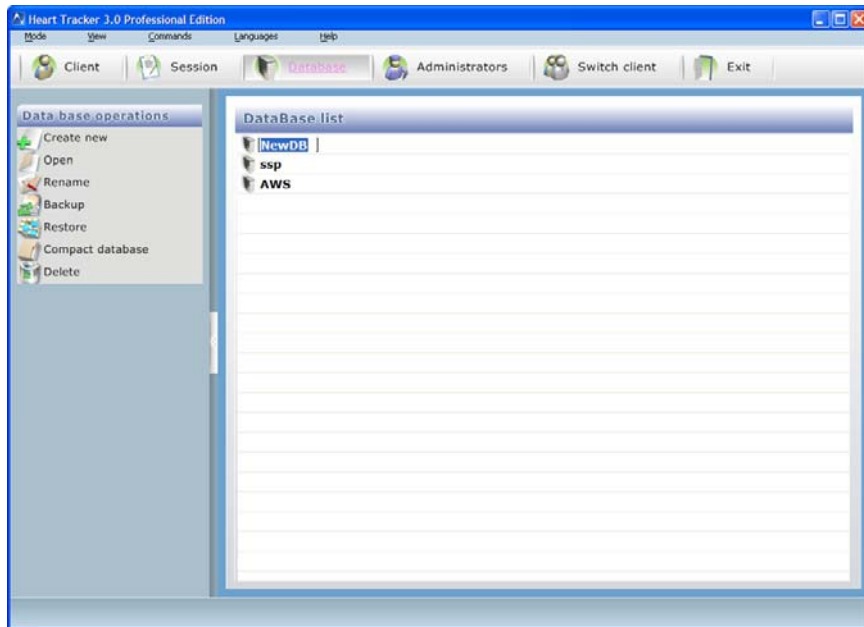 Heart Tracker 3.0 Professional Edition
Mode View Commands Languages Help
Client Session Database Administrators Switch client Exit
Data base operations
Create new
Open
Rename
Backup
Restore
Compact database
Delete
DataBase list
NewDB
ssp
AWS